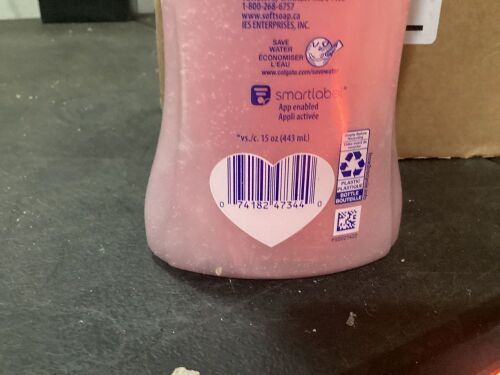 1-800-268-6757
www.softsoap.ca
IES ENTERPRISES, INC.
SAVE
WATER
ÉCONOMISER
L'EAU
www.colgate.com/savewater
smartlabel
App enabled
Appli activée
*vs./c. 15 oz (443 mL)
0 74182 47344 0
PLASTIC
PLASTIQUE
BOTTLE
BOUTEILLE